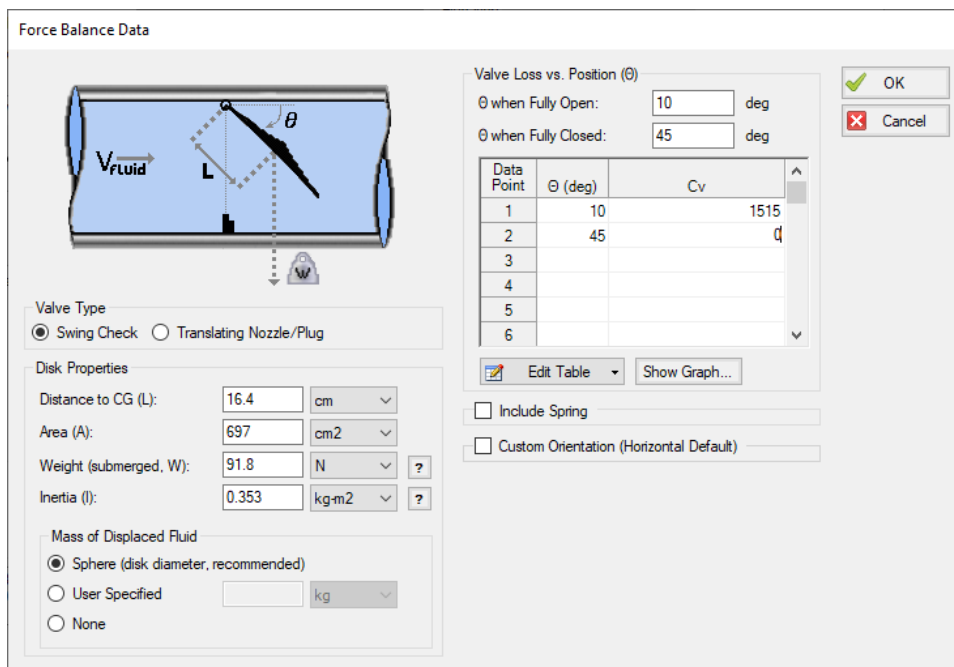 Force Balance Data
θ
V fluid
L
W
Valve Type
Swing Check Translating Nozzle/Plug
Disk Properties
Distance to CG (L): 16.4 cm
Area (A): 697 cm2
Weight (submerged, W): 91.8 N ?
Inertia (I): 0.353 kg-m2 ?
Mass of Displaced Fluid
Sphere (disk diameter, recommended)
User Specified kg
None
Valve Loss vs. Position (Θ)
Θ when Fully Open: 10 deg
Θ when Fully Closed: 45 deg
Data Point Θ (deg) Cv
1 10 1515
2 45 0
3
4
5
6
Edit Table Show Graph...
Include Spring
Custom Orientation (Horizontal Default)
OK
Cancel